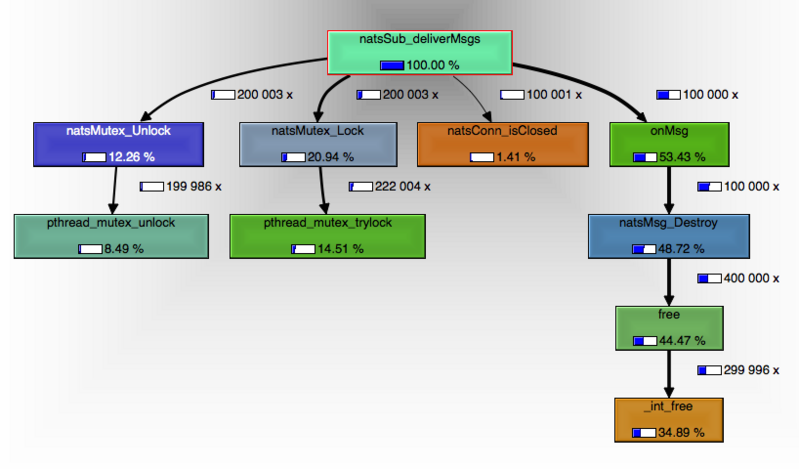 natsSub_deliverMsgs
100.00 %
200 003 x
200 003 x
100 001 x
100 000 x
natsMutex_Unlock
12.26 %
natsMutex_Lock
20.94 %
natsConn_isClosed
1.41 %
onMsg
53.43 %
199 986 x
222 004 x
100 000 x
pthread_mutex_unlock
8.49 %
pthread_mutex_trylock
14.51 %
natsMsg_Destroy
48.72 %
400 000 x
free
44.47 %
299 996 x
_int_free
34.89 %